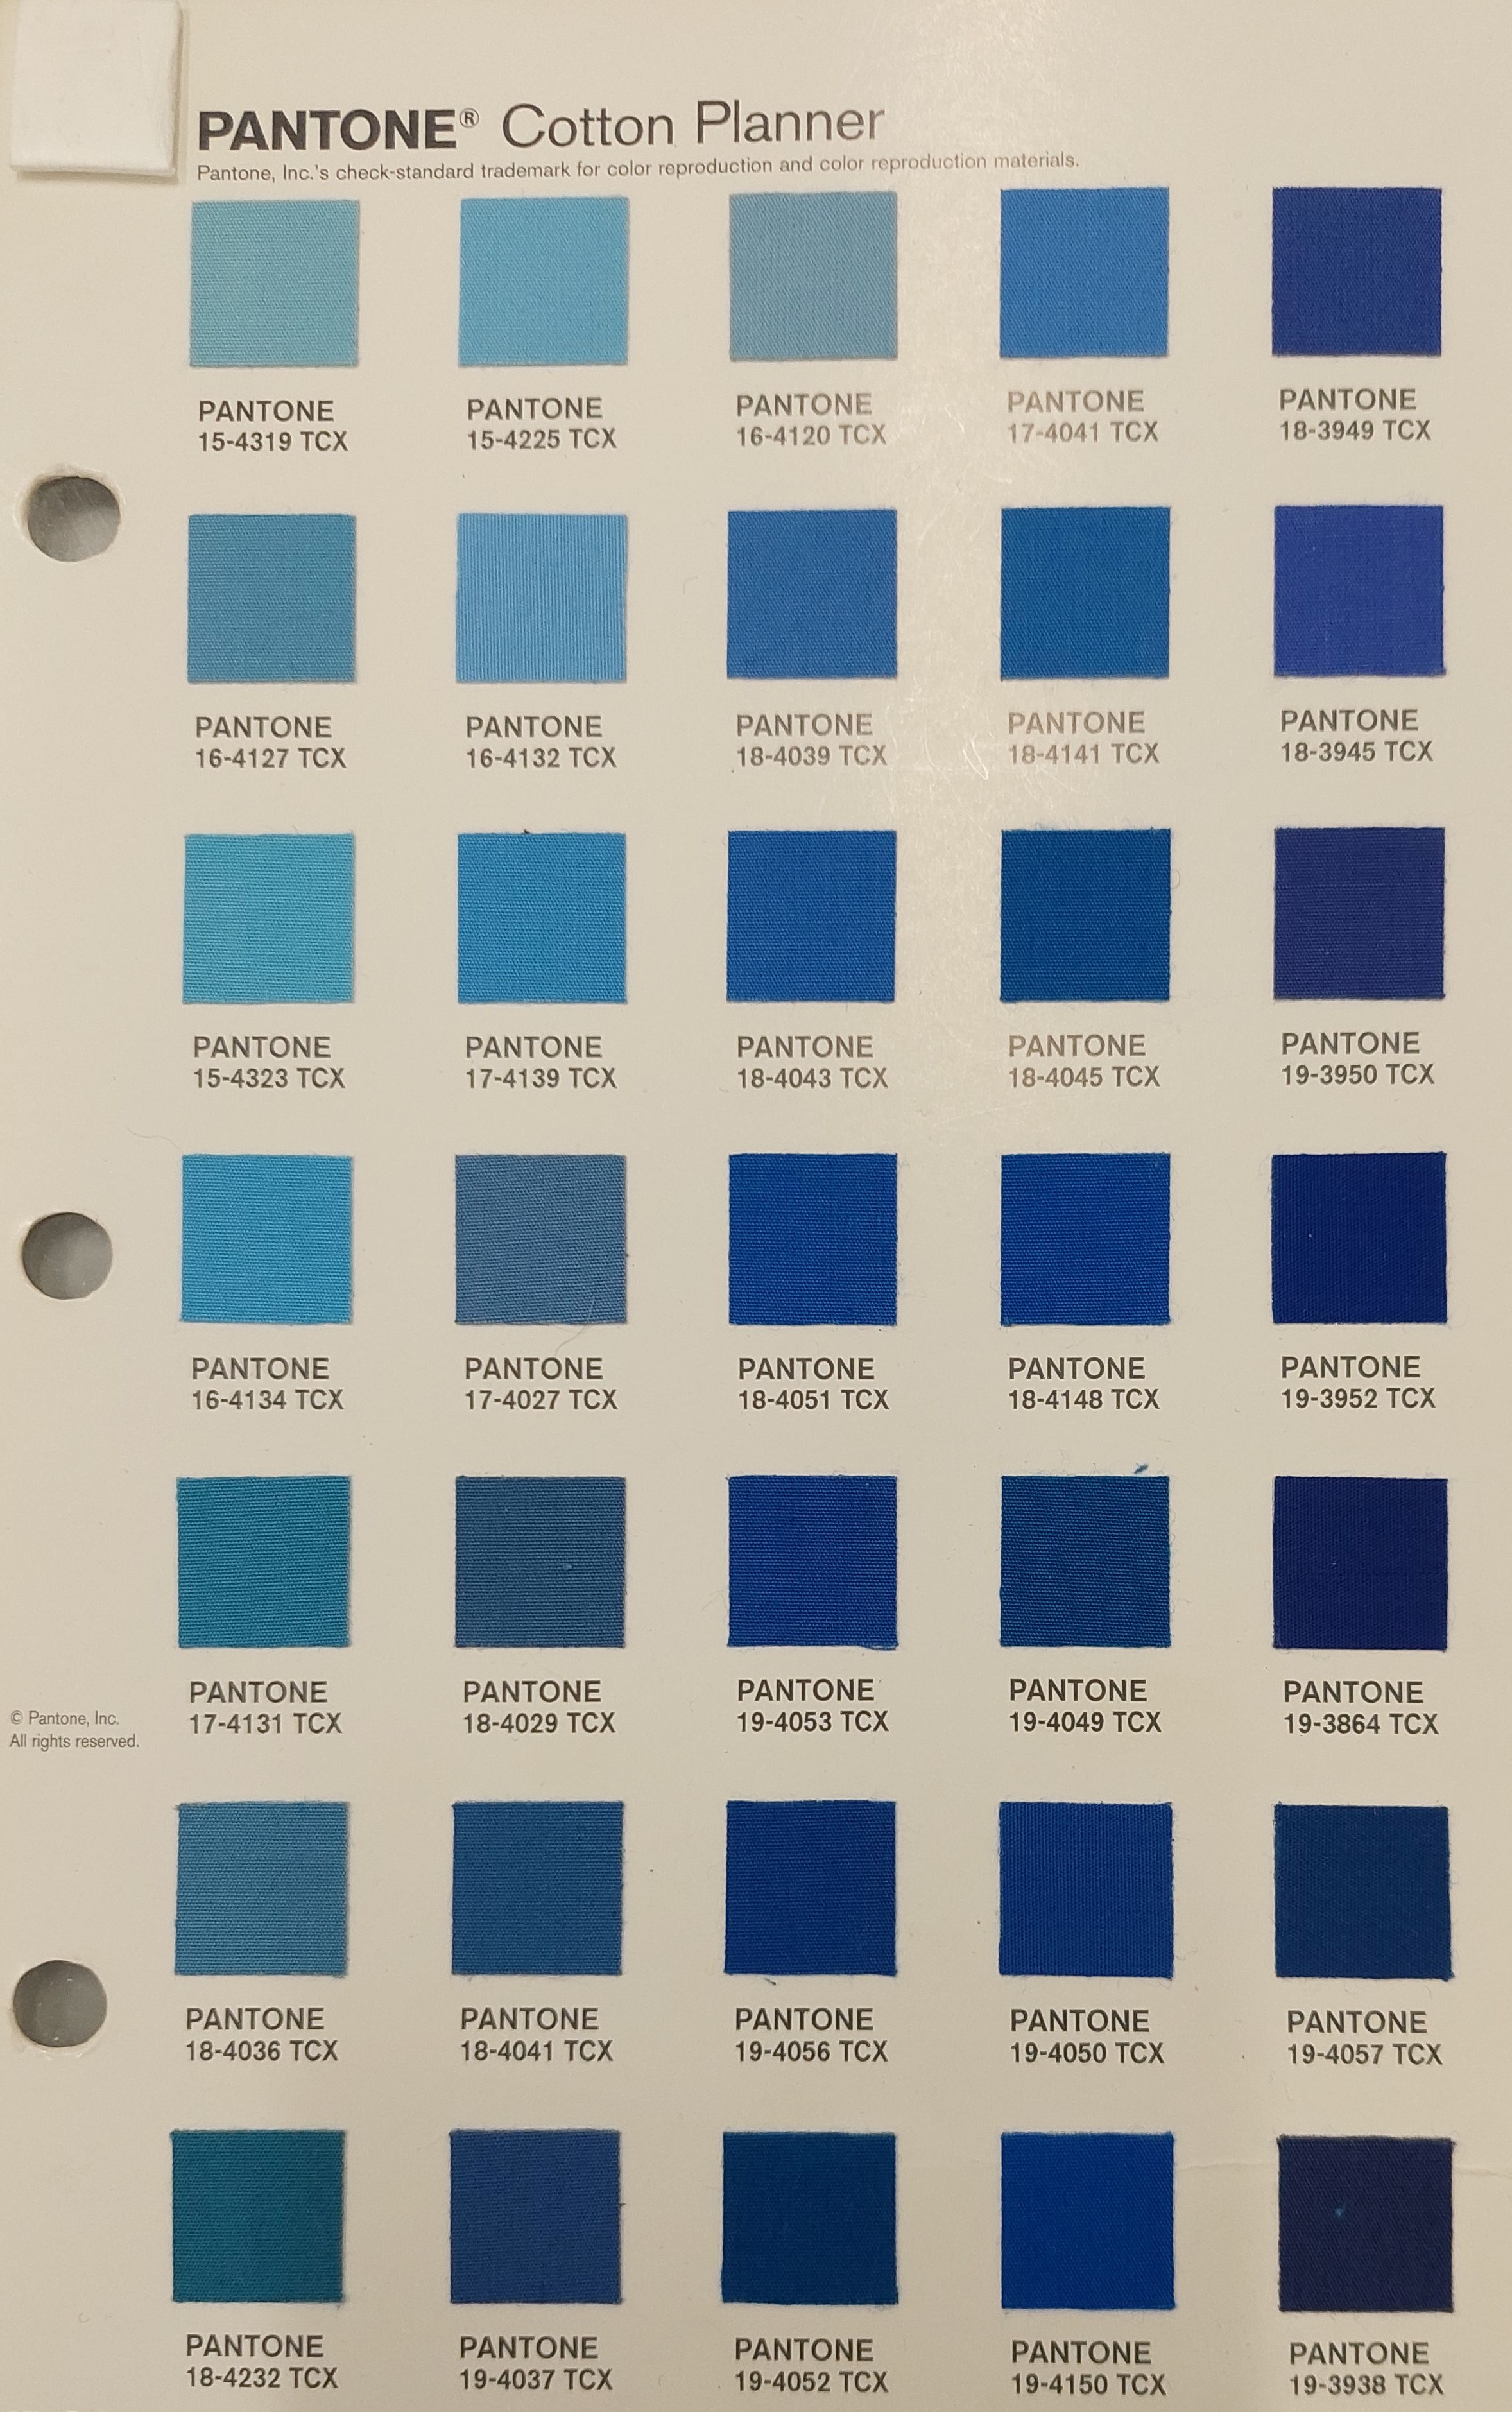 PANTONE® Cotton Planner
Pantone, Inc.'s check-standard trademark for color reproduction and color reproduction materials.
PANTONE PANTONE PANTONE PANTONE PANTONE
15-4319 TCX 15-4225 TCX 16-4120 TCX 17-4041 TCX 18-3949 TCX
PANTONE PANTONE PANTONE PANTONE PANTONE
16-4127 TCX 16-4132 TCX 18-4039 TCX 18-4141 TCX 18-3945 TCX
PANTONE PANTONE PANTONE PANTONE PANTONE
15-4323 TCX 17-4139 TCX 18-4043 TCX 18-4045 TCX 19-3950 TCX
PANTONE PANTONE PANTONE PANTONE PANTONE
16-4134 TCX 17-4027 TCX 18-4051 TCX 18-4148 TCX 19-3952 TCX
PANTONE PANTONE PANTONE PANTONE PANTONE
17-4131 TCX 18-4029 TCX 19-4053 TCX 19-4049 TCX 19-3864 TCX
© Pantone, Inc.
All rights reserved.
PANTONE PANTONE PANTONE PANTONE PANTONE
18-4036 TCX 18-4041 TCX 19-4056 TCX 19-4050 TCX 19-4057 TCX
PANTONE PANTONE PANTONE PANTONE PANTONE
18-4232 TCX 19-4037 TCX 19-4052 TCX 19-4150 TCX 19-3938 TCX